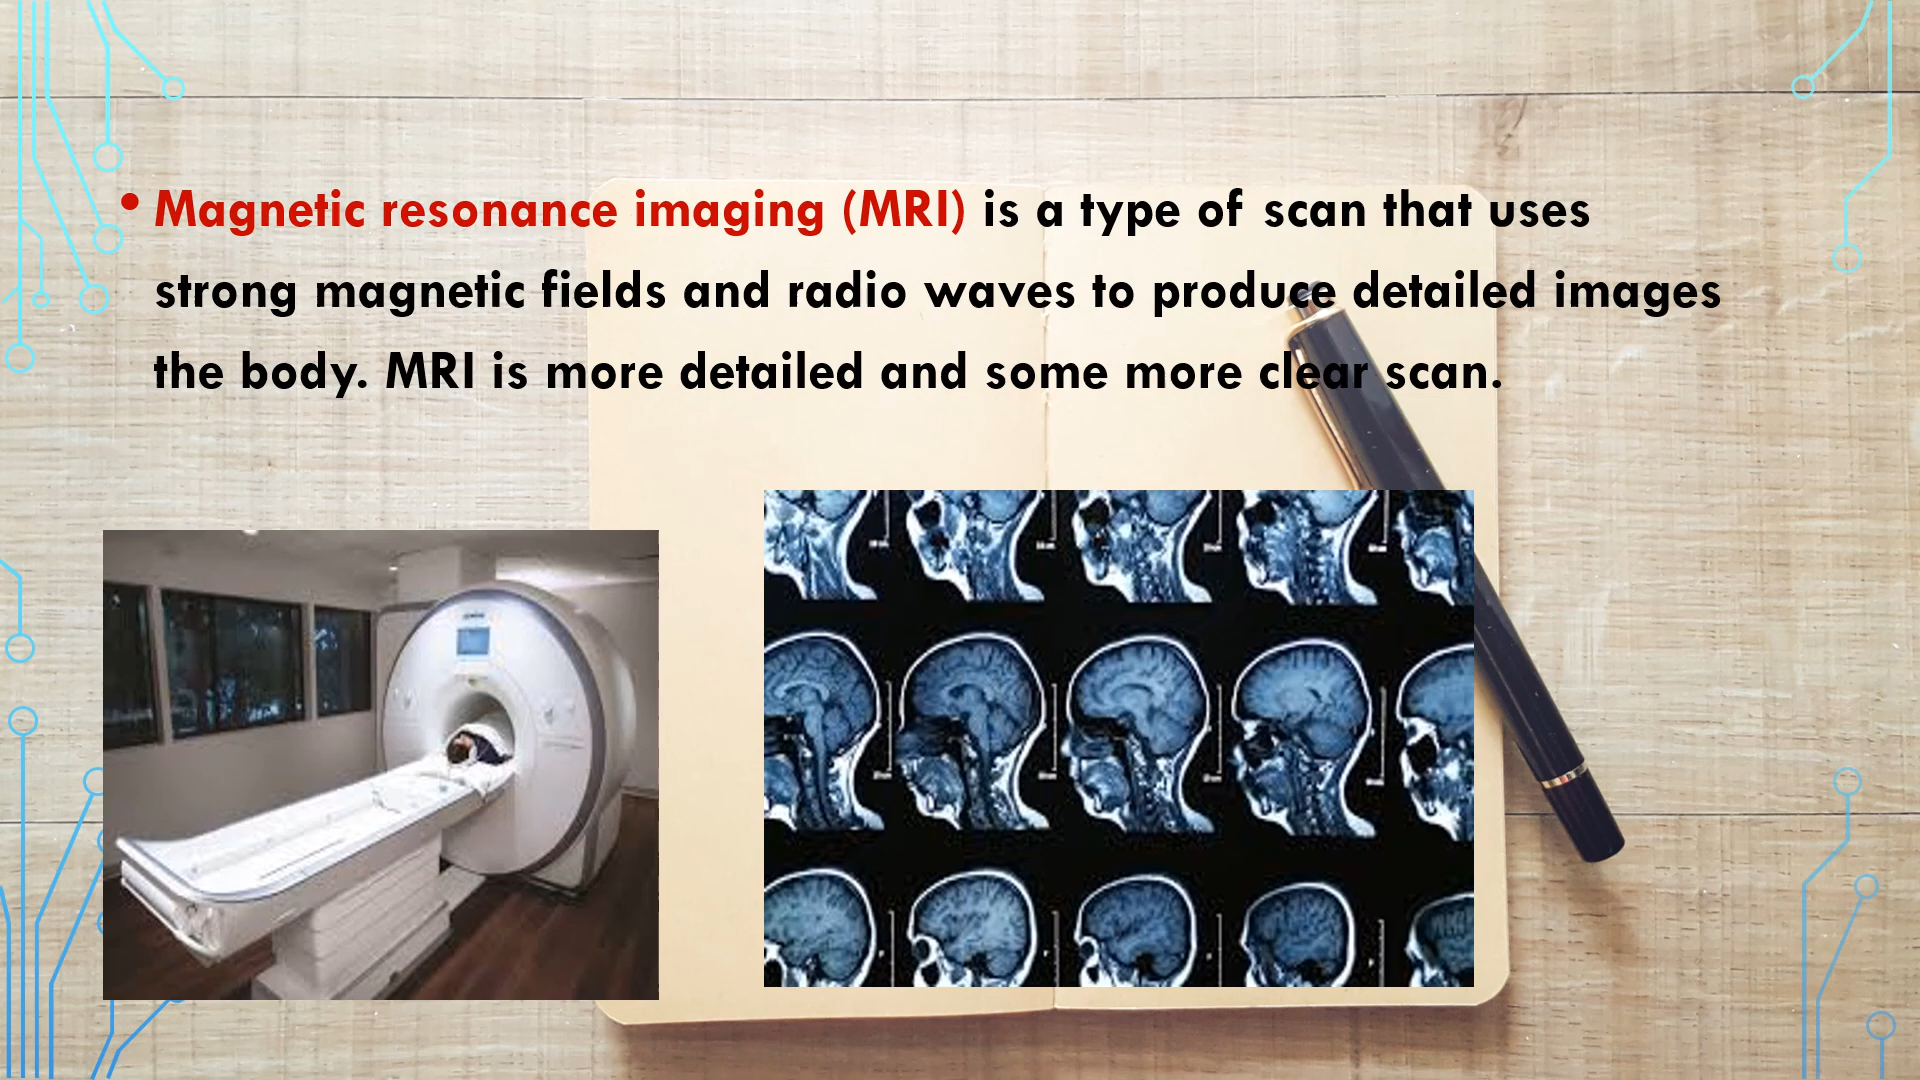 • Magnetic resonance imaging (MRI) is a type of scan that uses
strong magnetic fields and radio waves to produce detailed images
the body. MRI is more detailed and some more clear scan.